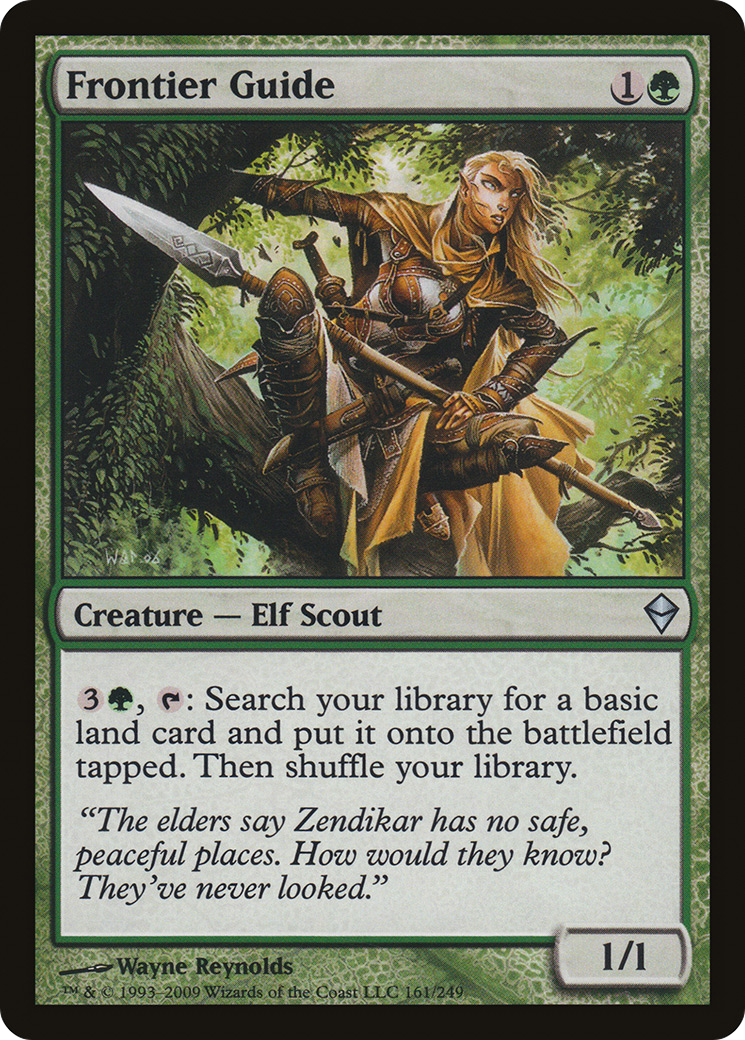 Frontier Guide 1
WAR 06
Creature — Elf Scout
3, : Search your library for a basic
land card and put it onto the battlefield
tapped. Then shuffle your library.
“The elders say Zendikar has no safe,
peaceful places. How would they know?
They’ve never looked.”
1/1
Wayne Reynolds
™ & © 1993–2009 Wizards of the Coast LLC 161/249